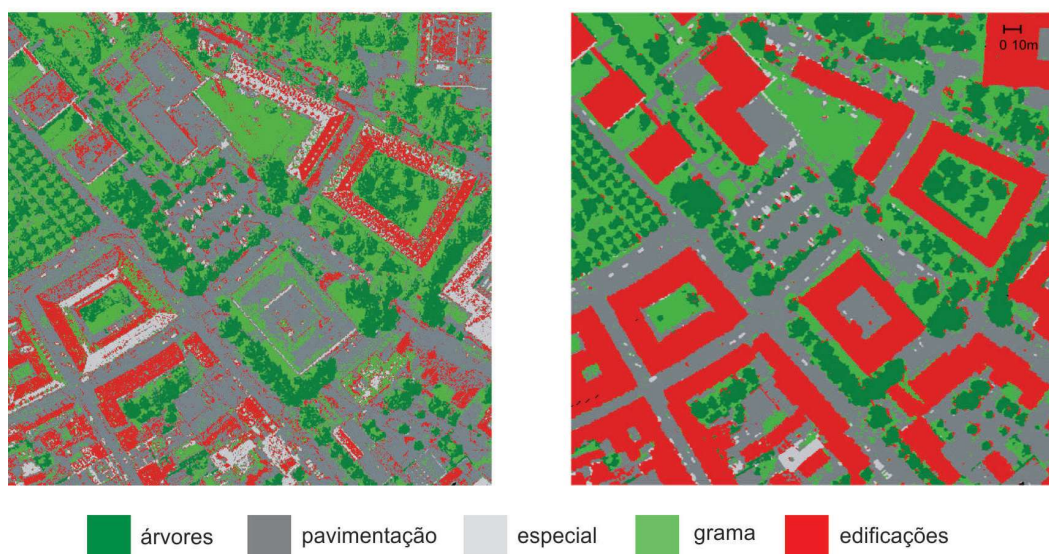 0 10m
árvores
pavimentação
especial
grama
edificações